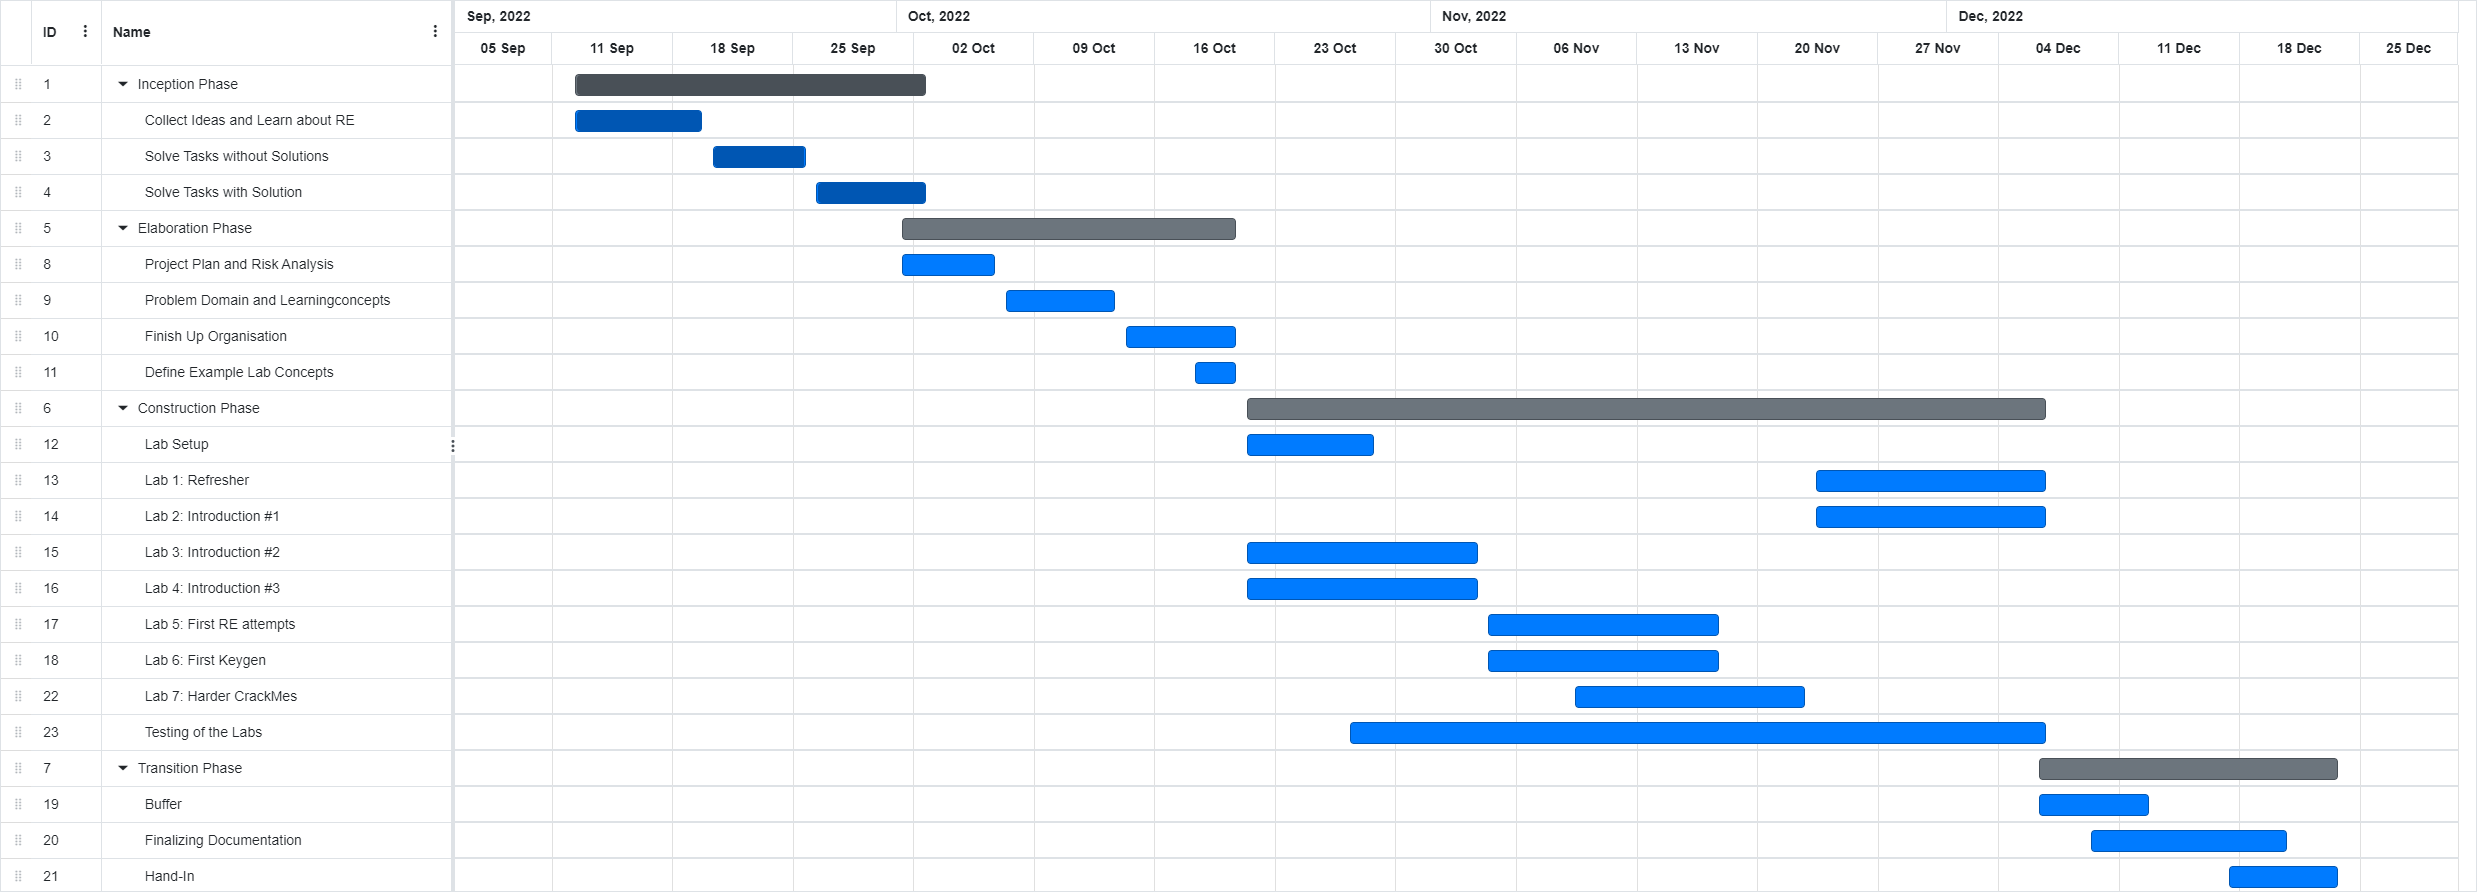 ID Name Sep, 2022 Oct, 2022 Nov, 2022 Dec, 2022
05 Sep 11 Sep 18 Sep 25 Sep 02 Oct 09 Oct 16 Oct 23 Oct 30 Oct 06 Nov 13 Nov 20 Nov 27 Nov 04 Dec 11 Dec 18 Dec 25 Dec
1 Inception Phase
2 Collect Ideas and Learn about RE
3 Solve Tasks without Solutions
4 Solve Tasks with Solution
5 Elaboration Phase
8 Project Plan and Risk Analysis
9 Problem Domain and Learningconcepts
10 Finish Up Organisation
11 Define Example Lab Concepts
6 Construction Phase
12 Lab Setup
13 Lab 1: Refresher
14 Lab 2: Introduction #1
15 Lab 3: Introduction #2
16 Lab 4: Introduction #3
17 Lab 5: First RE attempts
18 Lab 6: First Keygen
22 Lab 7: Harder CrackMes
23 Testing of the Labs
7 Transition Phase
19 Buffer
20 Finalizing Documentation
21 Hand-In